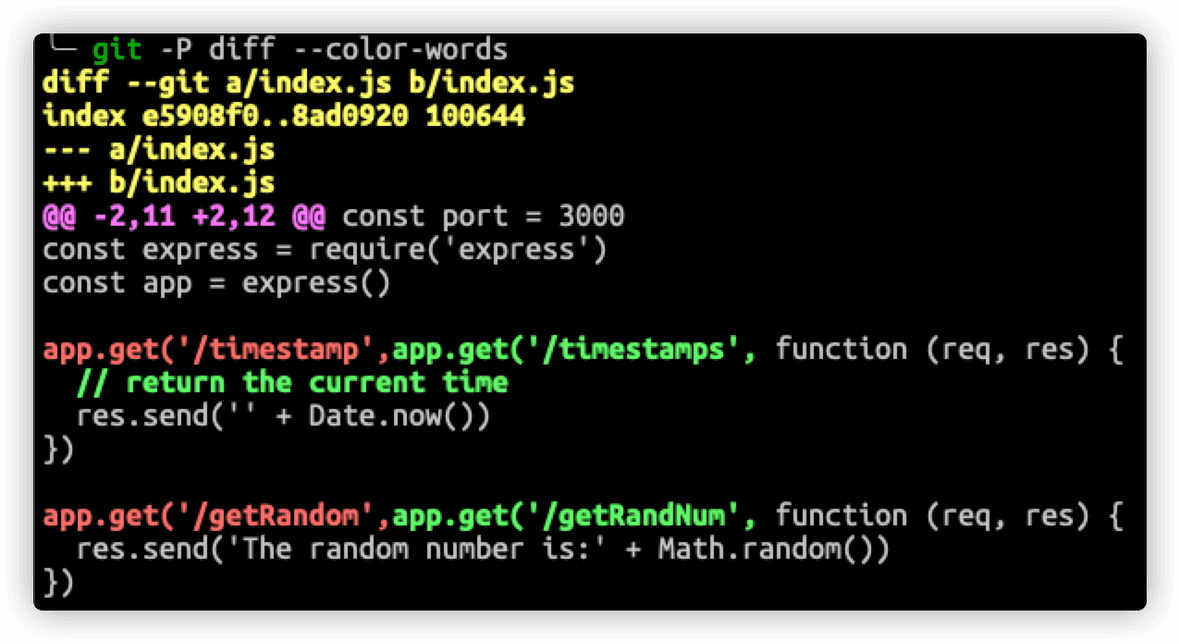 git -P diff --color-words
diff --git a/index.js b/index.js
index e5908f0..8ad0920 100644
--- a/index.js
+++ b/index.js
@@ -2,11 +2,12 @@ const port = 3000
const express = require('express')
const app = express()
app.get('/timestamp',app.get('/timestamps', function (req, res) {
  // return the current time
  res.send('' + Date.now())
})
app.get('/getRandom',app.get('/getRandNum', function (req, res) {
  res.send('The random number is:' + Math.random())
})